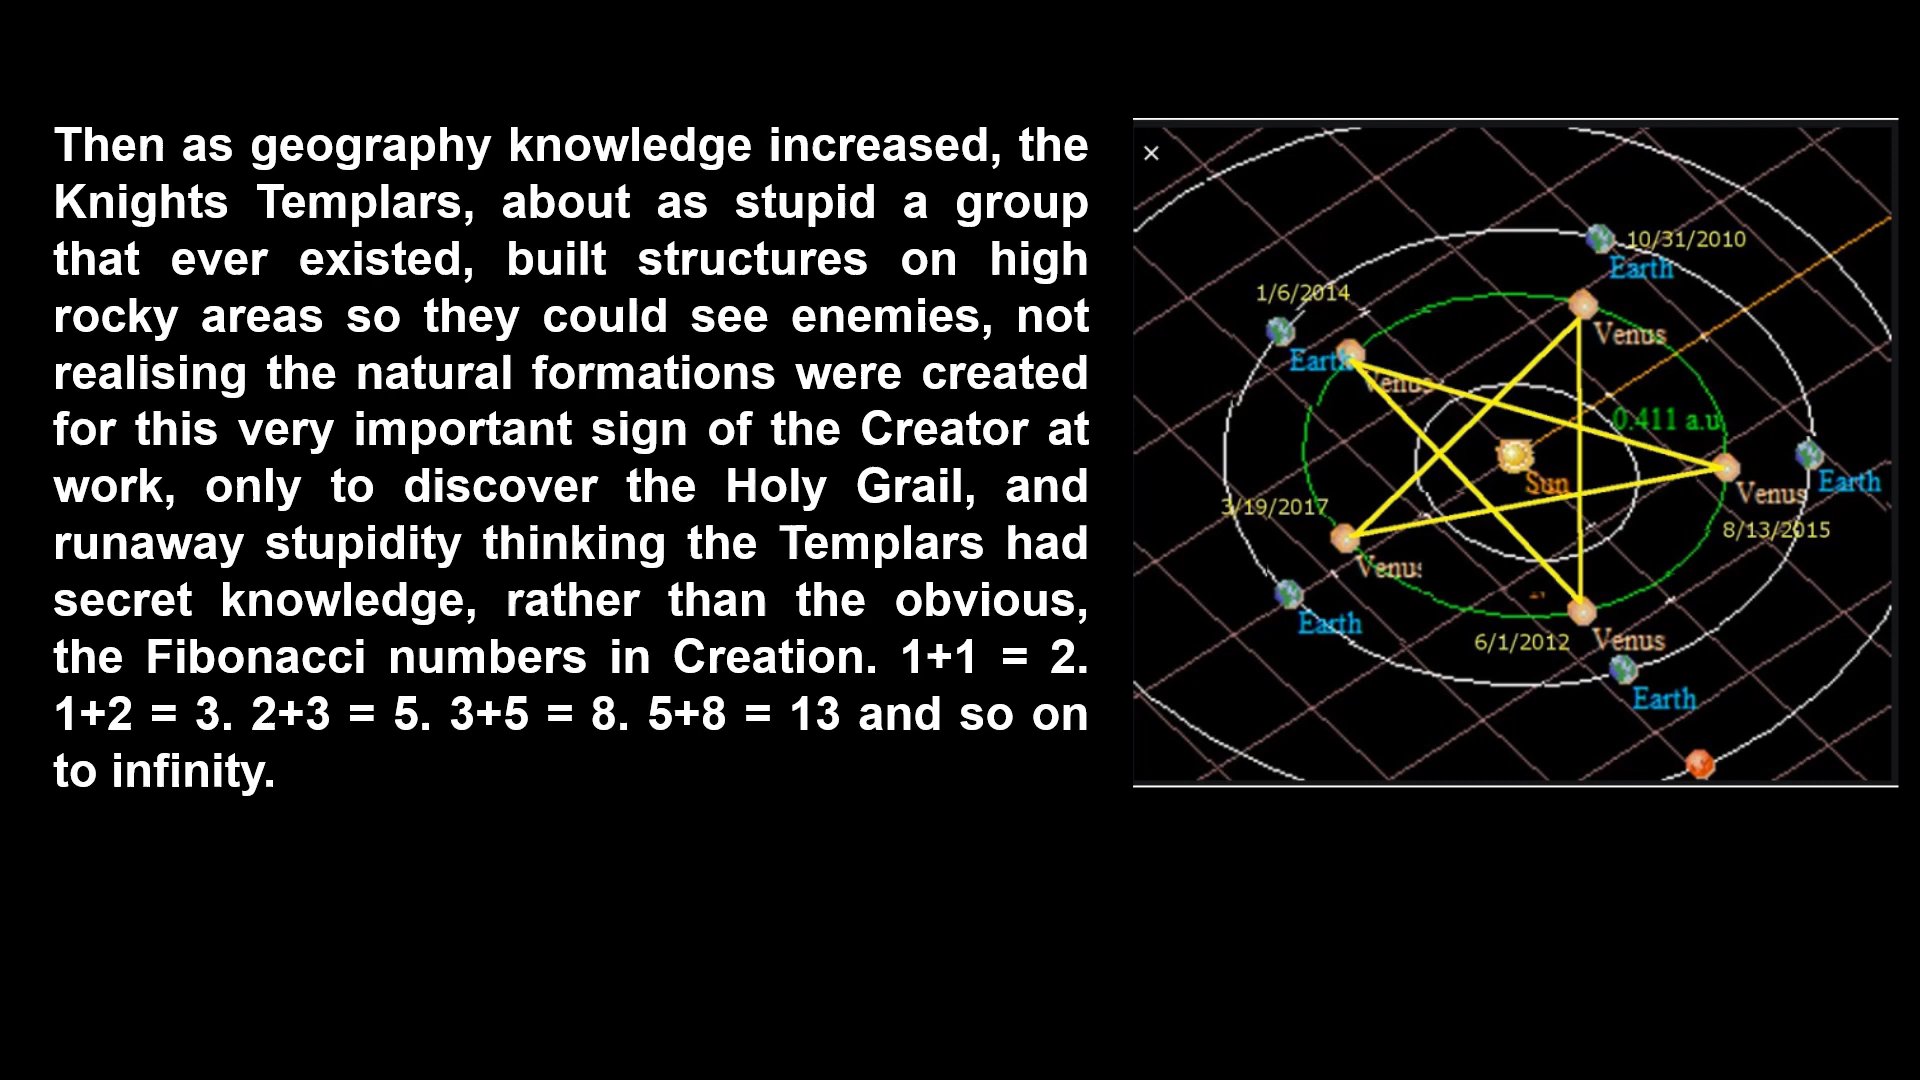 Then as geography knowledge increased, the
Knights Templars, about as stupid a group
that ever existed, built structures on high
rocky areas so they could see enemies, not
realising the natural formations were created
for this very important sign of the Creator at
work, only to discover the Holy Grail, and
runaway stupidity thinking the Templars had
secret knowledge, rather than the obvious,
the Fibonacci numbers in Creation. 1+1 = 2.
1+2 = 3. 2+3 = 5. 3+5 = 8. 5+8 = 13 and so on
to infinity.
10/31/2010
Earth
1/6/2014
Venus
Earth
Venus
0.411 a.u
Sun
Earth
Venus
3/19/2017
8/13/2015
Venus
Earth
6/1/2012
Venus
Earth